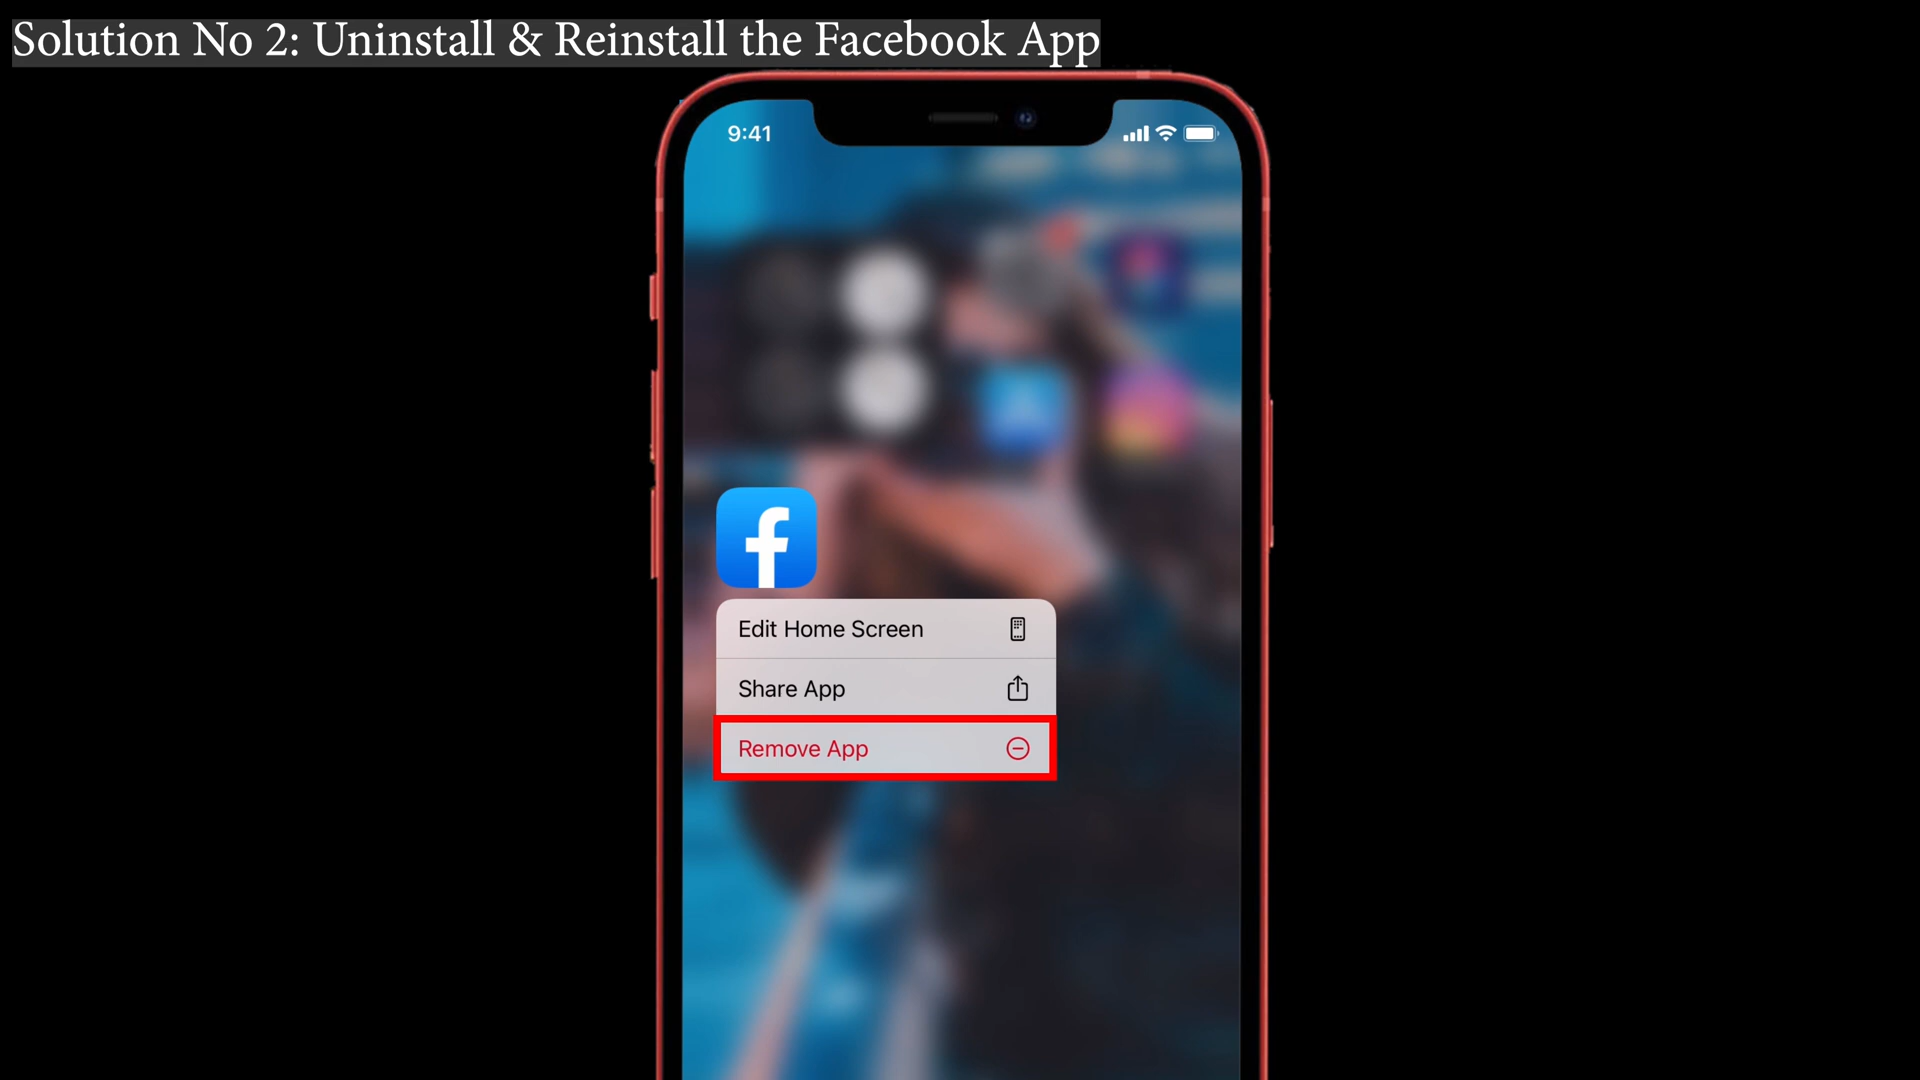 Solution No 2: Uninstall & Reinstall the Facebook App
9:41
Edit Home Screen
Share App
Remove App